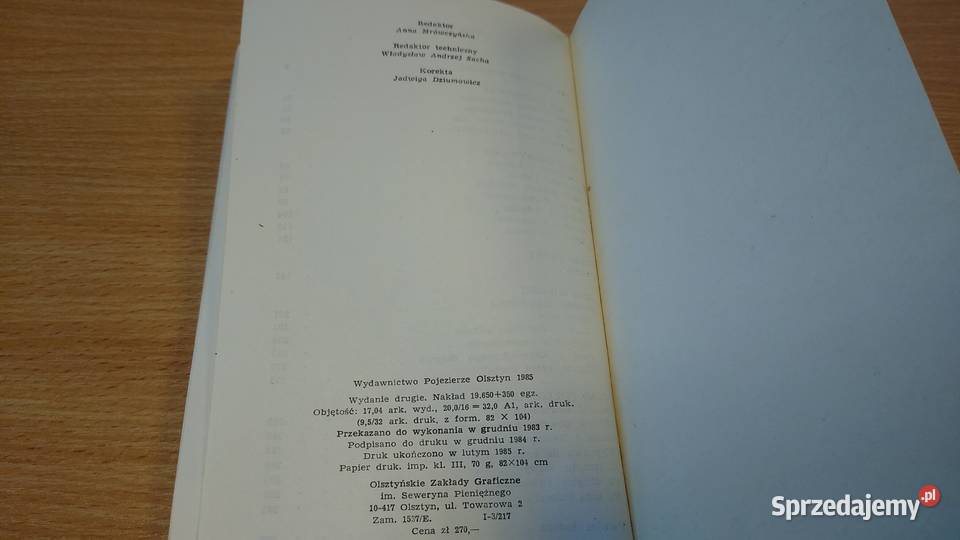 Redaktor
Anna Mrówczyńska
Redaktor techniczny
Władysław Andrzej Sacha
Korekta
Jadwiga Dziumowicz
Wydawnictwo Pojezierze Olsztyn 1985
Wydanie drugie. Nakład 19.650+350 egz.
Objętość: 17,04 ark. wyd., 20,0/16 = 32,0 A1, ark. druk.
(9,5/32 ark. druk, z form. 82 × 104)
Przekazano do wykonania w grudniu 1983 r.
Podpisano do druku w grudniu 1984 r.
Druk ukończono w lutym 1985 r.
Papier druk. imp. kl. III, 70 g, 82×104 cm
Olsztyńskie Zakłady Graficzne
im. Seweryna Pieniężnego
10-417 Olsztyn, ul. Towarowa 2
Zam. 1537/E. I-3/217
Cena zł 270,—
Sprzedajemy.pl